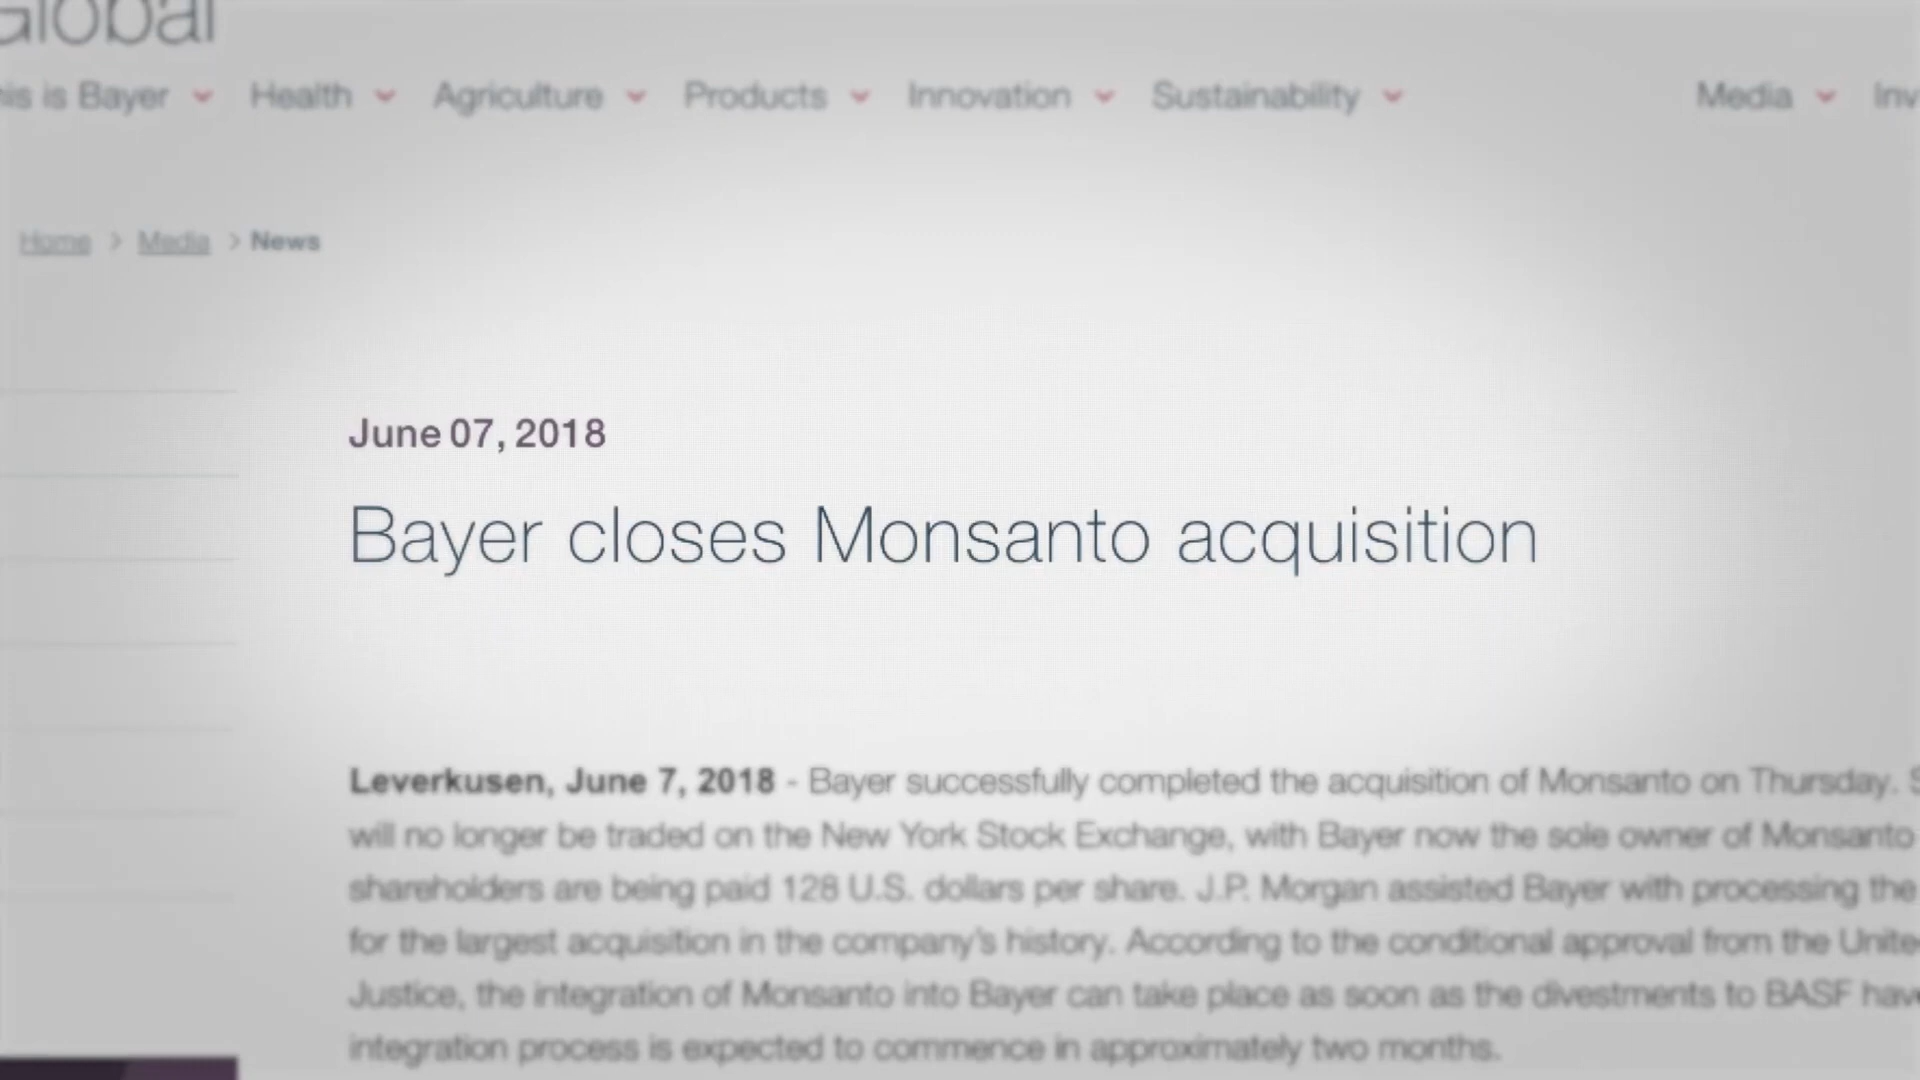 Global
his is Bayer Health Agriculture Products Innovation Sustainability Media Inv
Home > Media > News
June 07, 2018
Bayer closes Monsanto acquisition
Leverkusen, June 7, 2018 - Bayer successfully completed the acquisition of Monsanto on Thursday. S
will no longer be traded on the New York Stock Exchange, with Bayer now the sole owner of Monsanto
shareholders are being paid 128 U.S. dollars per share. J.P. Morgan assisted Bayer with processing the
for the largest acquisition in the company's history. According to the conditional approval from the Unite
Justice, the integration of Monsanto into Bayer can take place as soon as the divestments to BASF have
integration process is expected to commence in approximately two months.